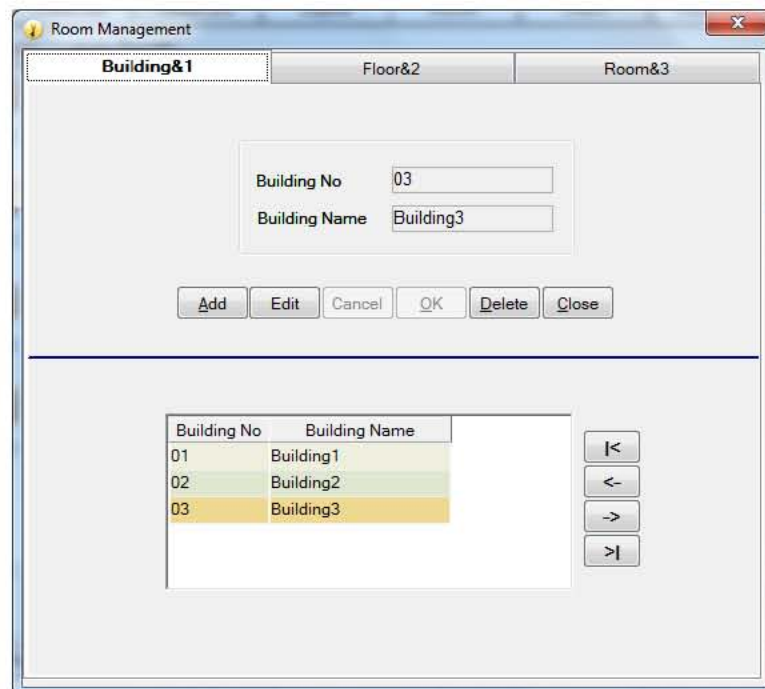 Room Management
Building&1 Floor&2 Room&3
Building No 03
Building Name Building3
Add Edit Cancel OK Delete Close
Building No Building Name
01 Building1
02 Building2
03 Building3
|<
<-
->
>|